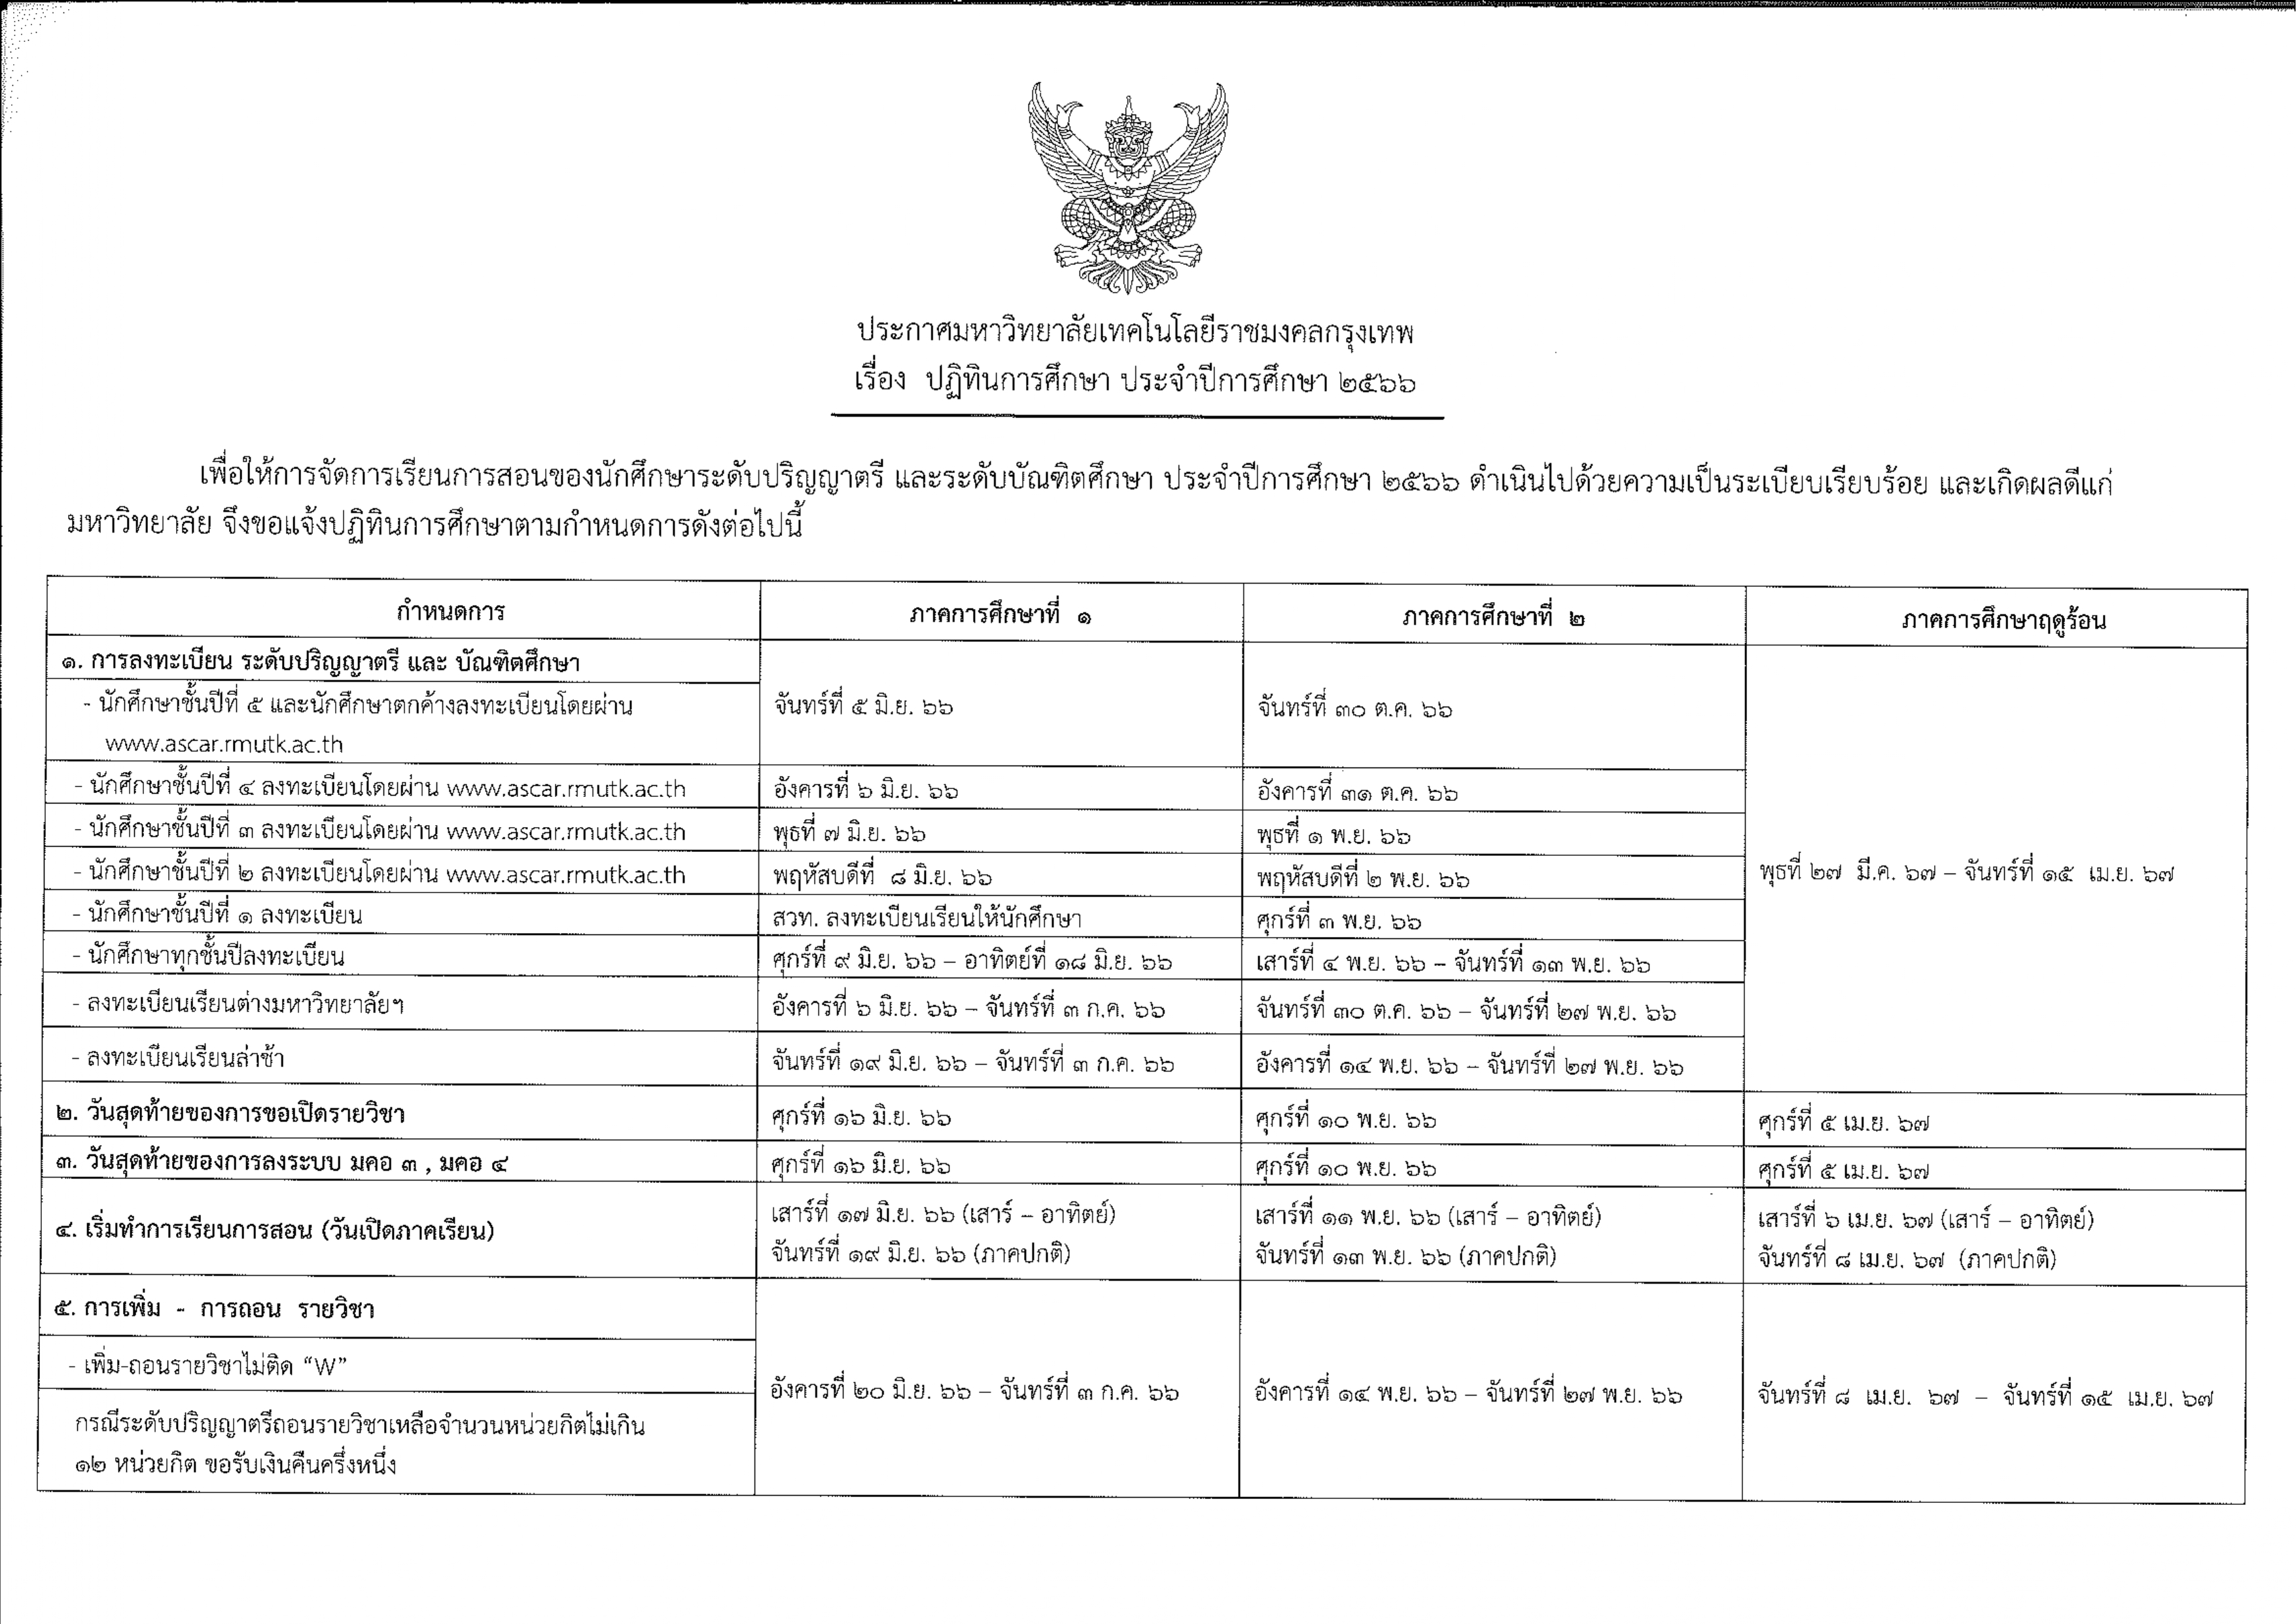 ประกาศมหาวิทยาลัยเทคโนโลยีราชมงคลกรุงเทพ
เรื่อง ปฏิทินการศึกษา ประจำปีการศึกษา ๒๕๖๖
เพื่อให้การจัดการเรียนการสอนของนักศึกษาระดับปริญญาตรี และระดับบัณฑิตศึกษา ประจำปีการศึกษา ๒๕๖๖ ดำเนินไปด้วยความเป็นระเบียบเรียบร้อย และเกิดผลดีแก่
มหาวิทยาลัย จึงขอแจ้งปฏิทินการศึกษาตามกำหนดการดังต่อไปนี้
กำหนดการ ภาคการศึกษาที่ ๑ ภาคการศึกษาที่ ๒ ภาคการศึกษาฤดูร้อน
๑. การลงทะเบียน ระดับปริญญาตรี และ บัณฑิตศึกษา
- นักศึกษาชั้นปีที่ ๕ และนักศึกษาตกค้างลงทะเบียนโดยผ่าน จันทร์ที่ ๕ มิ.ย. ๖๖ จันทร์ที่ ๓๐ ต.ค. ๖๖
www.ascar.rmutk.ac.th
- นักศึกษาชั้นปีที่ ๔ ลงทะเบียนโดยผ่าน www.ascar.rmutk.ac.th อังคารที่ ๖ มิ.ย. ๖๖ อังคารที่ ๓๑ ต.ค. ๖๖
- นักศึกษาชั้นปีที่ ๓ ลงทะเบียนโดยผ่าน www.ascar.rmutk.ac.th พุธที่ ๗ มิ.ย. ๖๖ พุธที่ ๑ พ.ย. ๖๖
- นักศึกษาชั้นปีที่ ๒ ลงทะเบียนโดยผ่าน www.ascar.rmutk.ac.th พฤหัสบดีที่ ๘ มิ.ย. ๖๖ พฤหัสบดีที่ ๒ พ.ย. ๖๖ พุธที่ ๒๗ มี.ค. ๖๗ – จันทร์ที่ ๑๕ เม.ย. ๖๗
- นักศึกษาชั้นปีที่ ๑ ลงทะเบียน สวท. ลงทะเบียนเรียนให้นักศึกษา ศุกร์ที่ ๓ พ.ย. ๖๖
- นักศึกษาทุกชั้นปีลงทะเบียน ศุกร์ที่ ๙ มิ.ย. ๖๖ – อาทิตย์ที่ ๑๘ มิ.ย. ๖๖ เสาร์ที่ ๔ พ.ย. ๖๖ – จันทร์ที่ ๑๓ พ.ย. ๖๖
- ลงทะเบียนเรียนต่างมหาวิทยาลัยฯ อังคารที่ ๖ มิ.ย. ๖๖ – จันทร์ที่ ๓ ก.ค. ๖๖ จันทร์ที่ ๓๐ ต.ค. ๖๖ – จันทร์ที่ ๒๗ พ.ย. ๖๖
- ลงทะเบียนเรียนล่าช้า จันทร์ที่ ๑๙ มิ.ย. ๖๖ – จันทร์ที่ ๓ ก.ค. ๖๖ อังคารที่ ๑๔ พ.ย. ๖๖ – จันทร์ที่ ๒๗ พ.ย. ๖๖
๒. วันสุดท้ายของการขอเปิดรายวิชา ศุกร์ที่ ๑๖ มิ.ย. ๖๖ ศุกร์ที่ ๑๐ พ.ย. ๖๖ ศุกร์ที่ ๕ เม.ย. ๖๗
๓. วันสุดท้ายของการลงระบบ มคอ ๓ , มคอ ๔ ศุกร์ที่ ๑๖ มิ.ย. ๖๖ ศุกร์ที่ ๑๐ พ.ย. ๖๖ ศุกร์ที่ ๕ เม.ย. ๖๗
๔. เริ่มทำการเรียนการสอน (วันเปิดภาคเรียน) เสาร์ที่ ๑๗ มิ.ย. ๖๖ (เสาร์ – อาทิตย์) เสาร์ที่ ๑๑ พ.ย. ๖๖ (เสาร์ – อาทิตย์) เสาร์ที่ ๖ เม.ย. ๖๗ (เสาร์ – อาทิตย์)
จันทร์ที่ ๑๙ มิ.ย. ๖๖ (ภาคปกติ) จันทร์ที่ ๑๓ พ.ย. ๖๖ (ภาคปกติ) จันทร์ที่ ๘ เม.ย. ๖๗ (ภาคปกติ)
๕. การเพิ่ม - การถอน รายวิชา
- เพิ่ม-ถอนรายวิชาไม่ติด “W” อังคารที่ ๒๐ มิ.ย. ๖๖ – จันทร์ที่ ๓ ก.ค. ๖๖ อังคารที่ ๑๔ พ.ย. ๖๖ – จันทร์ที่ ๒๗ พ.ย. ๖๖ จันทร์ที่ ๘ เม.ย. ๖๗ – จันทร์ที่ ๑๕ เม.ย. ๖๗
กรณีระดับปริญญาตรีถอนรายวิชาเหลือจำนวนหน่วยกิตไม่เกิน
๑๒ หน่วยกิต ขอรับเงินคืนครึ่งหนึ่ง